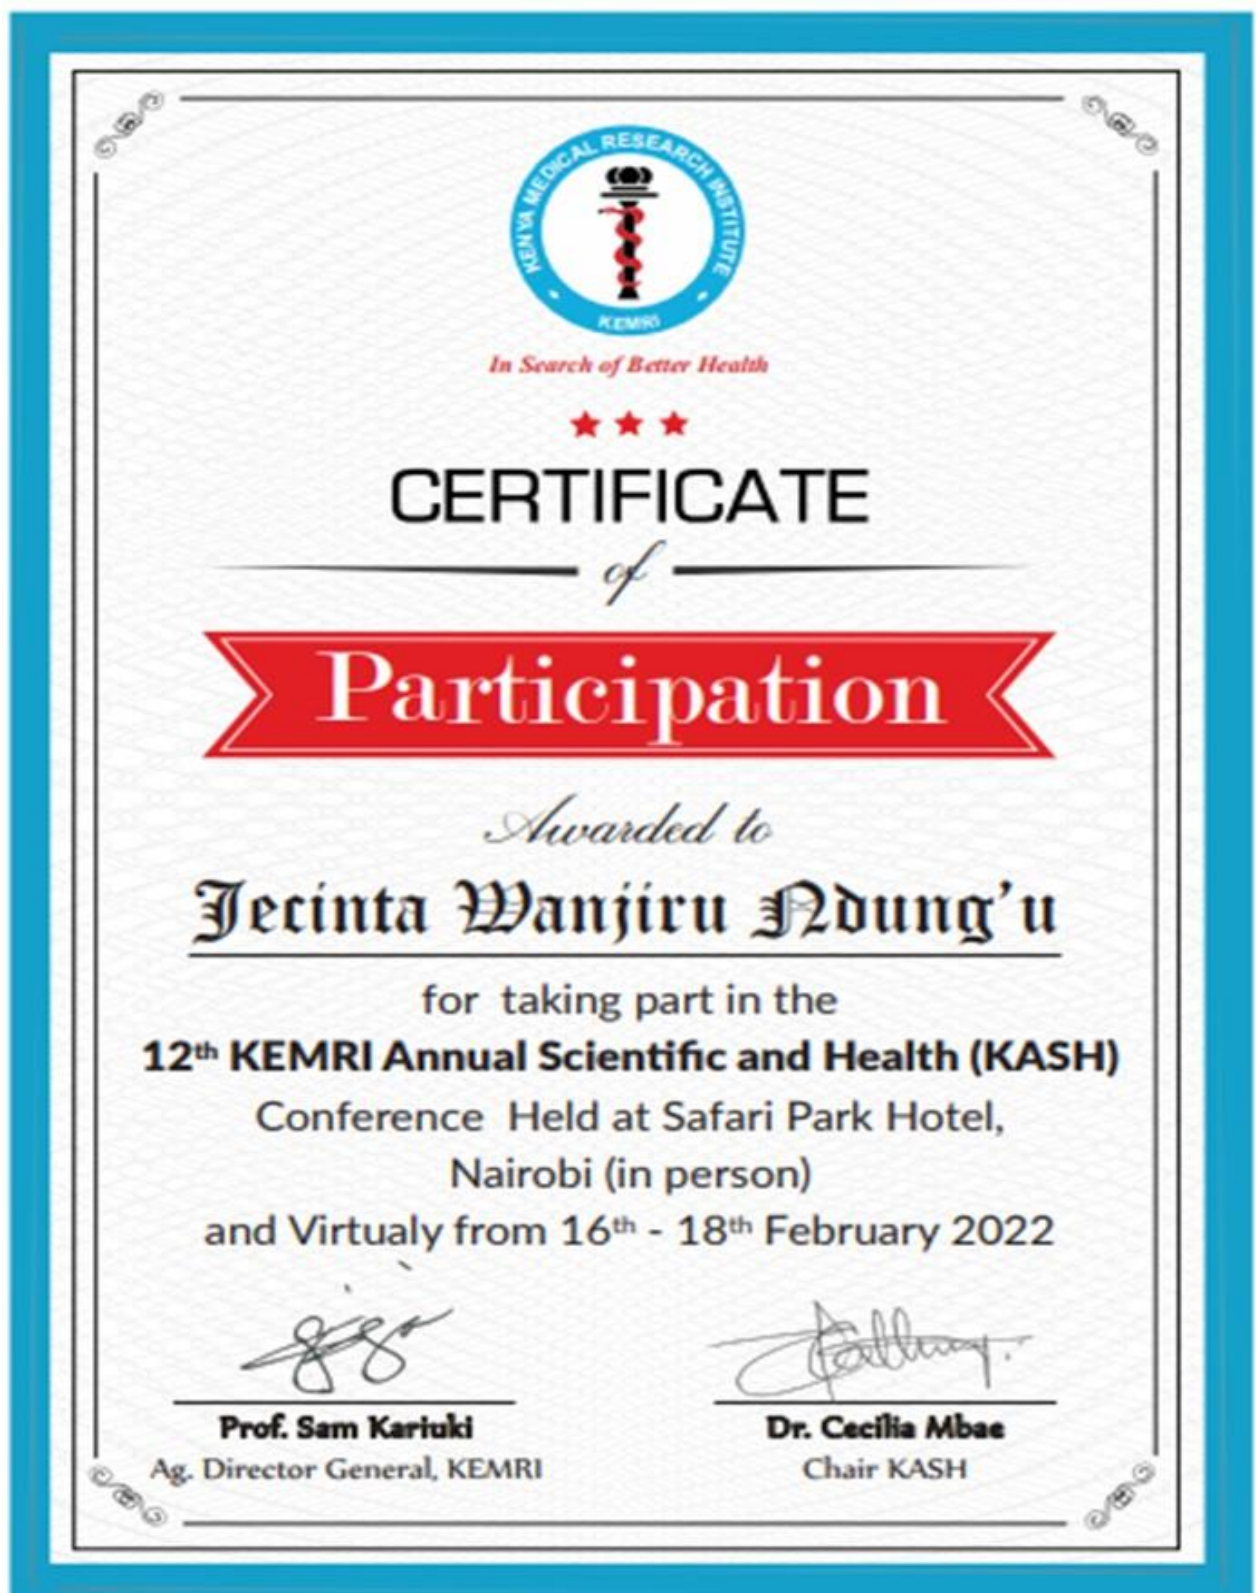 KENYA MEDICAL RESEARCH INSTITUTE
KEMRI
In Search of Better Health
CERTIFICATE
of
Participation
Awarded to
Jecinta Wanjiru Ndung'u
for taking part in the
12th KEMRI Annual Scientific and Health (KASH)
Conference Held at Safari Park Hotel,
Nairobi (in person)
and Virtualy from 16th - 18th February 2022
Prof. Sam Kariuki
Dr. Cecilia Mbae
Ag. Director General, KEMRI
Chair KASH